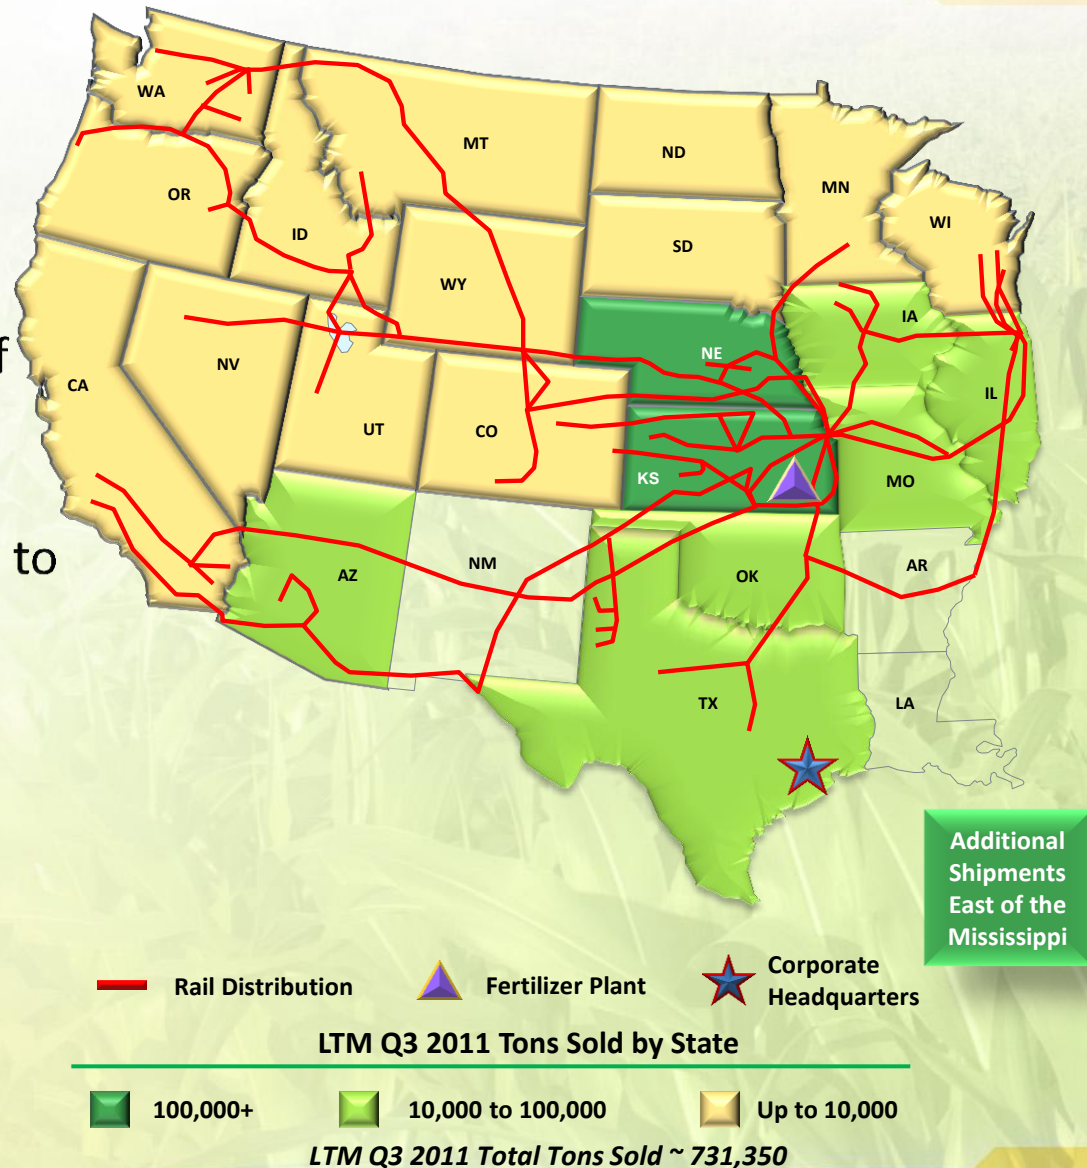 WA
MT
ND
MN
OR
WI
ID
SD
WY
IA
f
NE
NV
CA
IL
UT
CO
KS
MO
to
NM
AR
AZ
OK
TX
LA
Additional
Shipments
East of the
Mississippi
Rail Distribution
Fertilizer Plant
Corporate
Headquarters
LTM Q3 2011 Tons Sold by State
100,000+
10,000 to 100,000
Up to 10,000
LTM Q3 2011 Total Tons Sold ~ 731,350